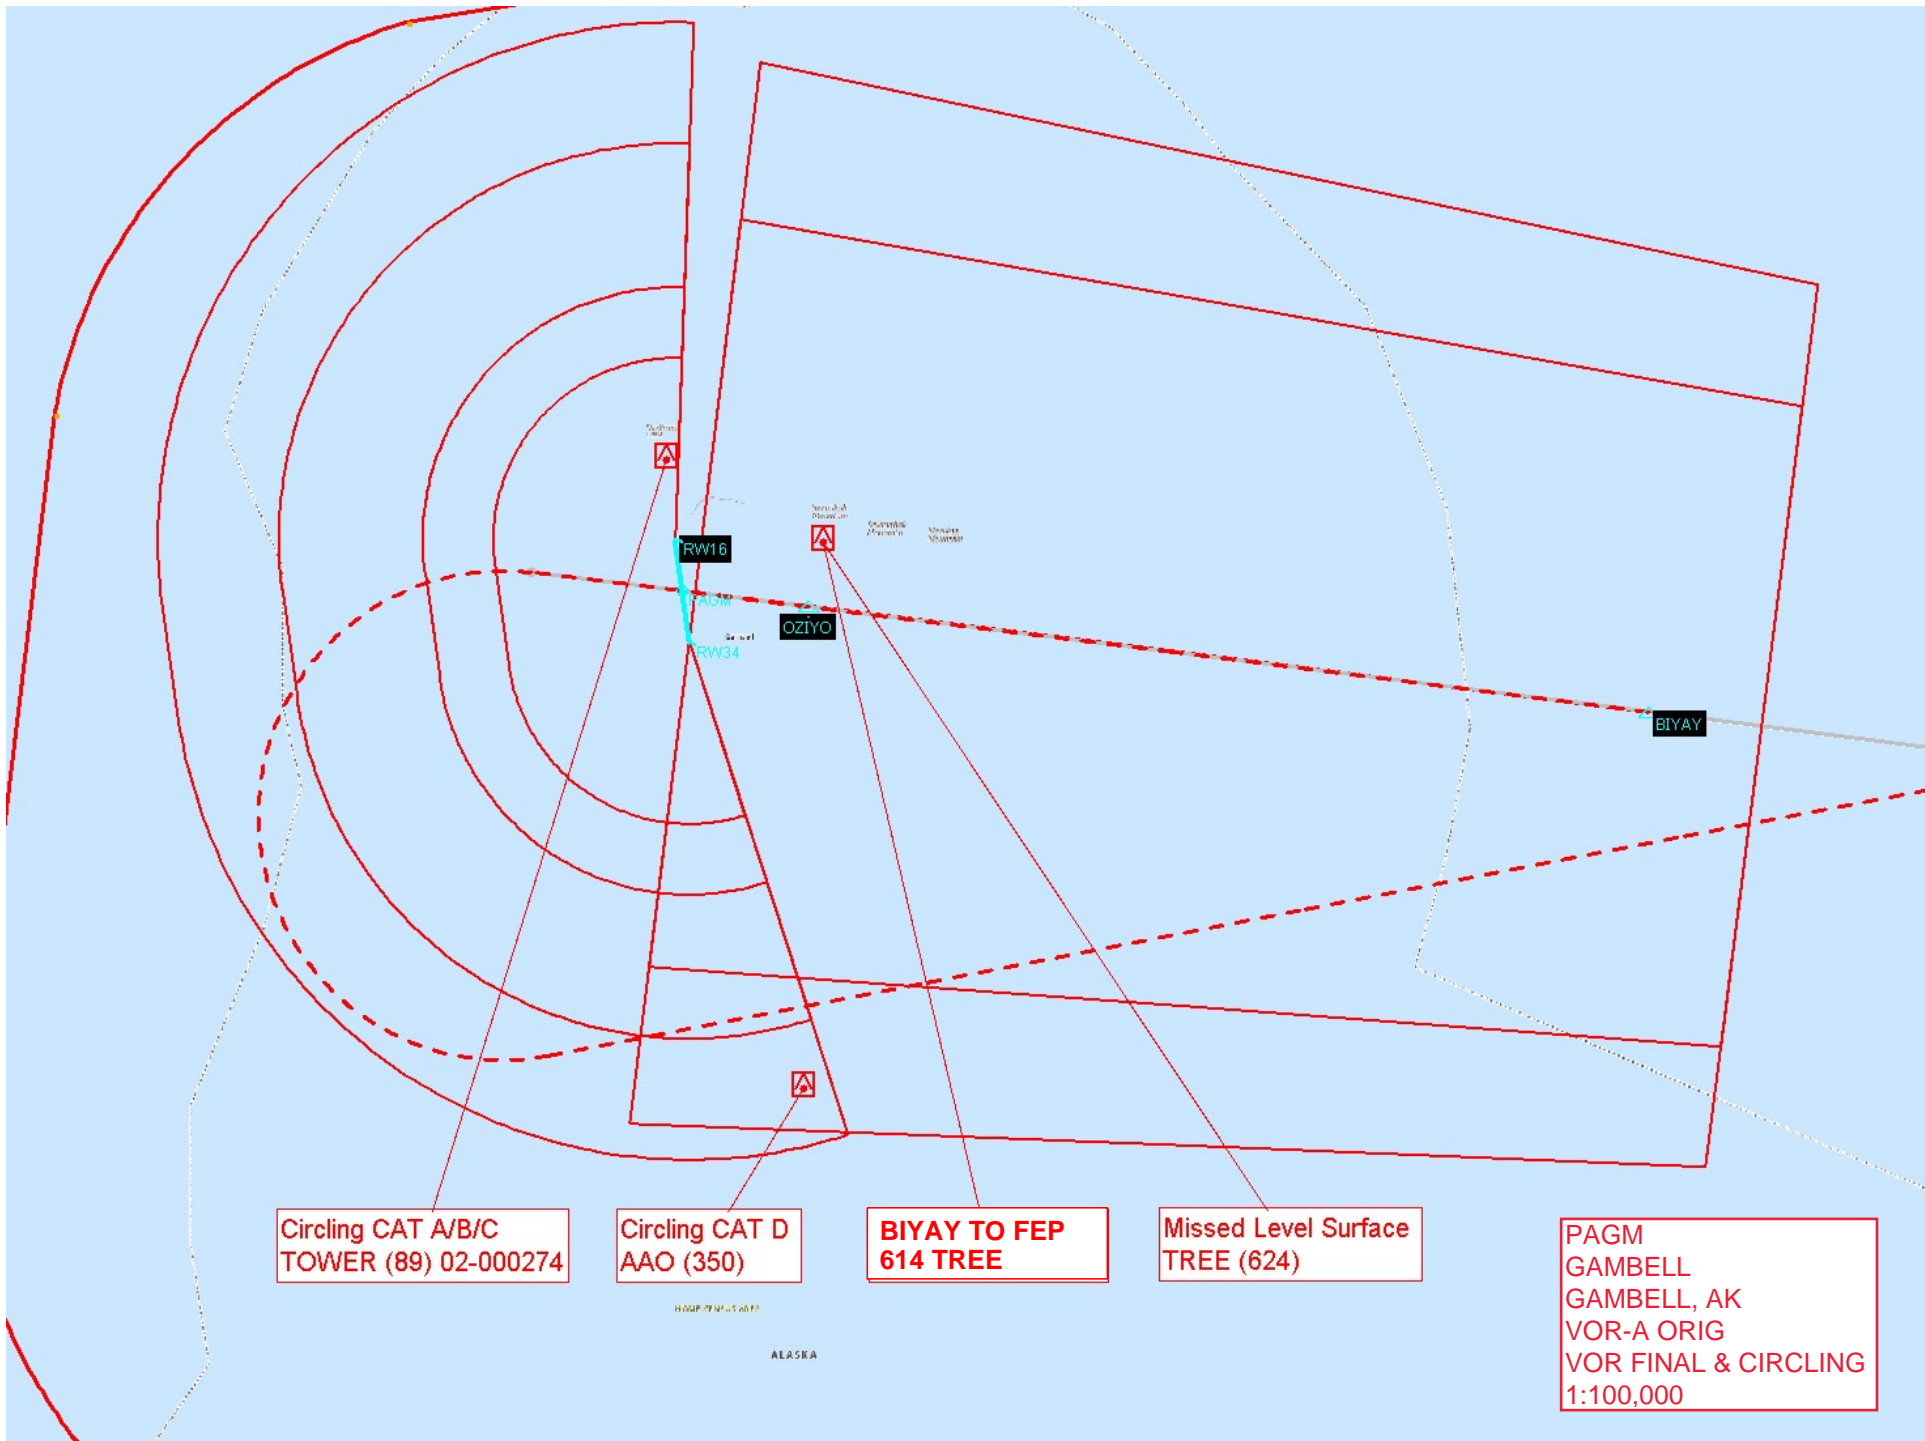 RW16
PAGM
OZIYO
RW34
BIYAY
Circling CAT A/B/C
TOWER (89) 02-000274
Circling CAT D
AAO (350)
BIYAY TO FEP
614 TREE
Missed Level Surface
TREE (624)
PAGM
GAMBELL
GAMBELL, AK
VOR-A ORIG
VOR FINAL & CIRCLING
1:100,000
ALASKA